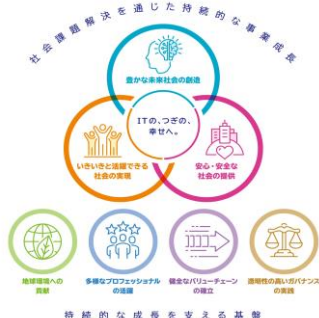 社会課題解決を通じた持続的な事業成長
豊かな未来社会の創造
ITの、つぎの、
幸せへ。
いきいきと活躍できる
社会の実現
安心・安全な
社会の提供
地球環境への
貢献
多様なプロフェッショナル
の活躍
健全なバリューチェーン
の確立
透明性の高いガバナンス
の実践
持続的な成長を支える基盤